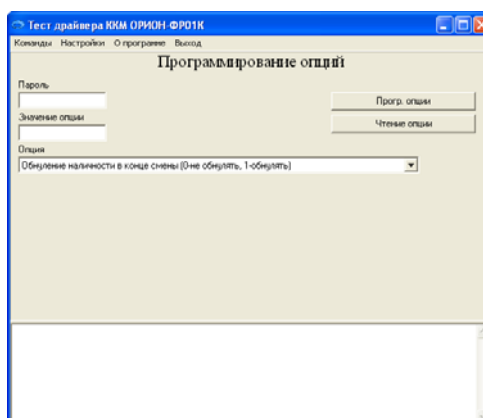 Тест драйвера ККМ ОРИОН-ФР01К
Команды Настройки О программе Выход
Программирование опций
Пароль
Прогр. опции
Значение опции
Чтение опции
Опция
Обнуление наличности в конце смены (0-не обнулять, 1-обнулять)